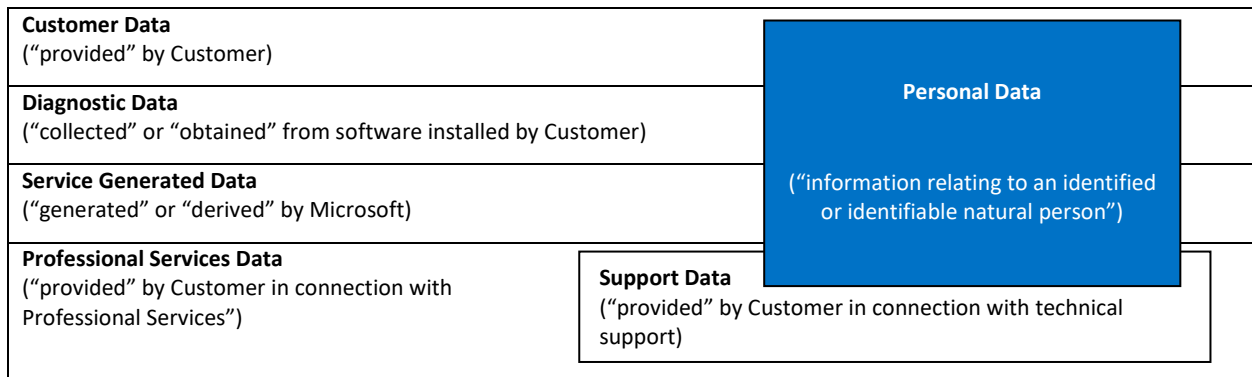 Customer Data
(“provided” by Customer)
Diagnostic Data
(“collected” or “obtained” from software installed by Customer)
Service Generated Data
(“generated” or “derived” by Microsoft)
Professional Services Data
(“provided” by Customer in connection with
Professional Services”)
Personal Data
(“information relating to an identified
or identifiable natural person”)
Support Data
(“provided” by Customer in connection with technical
support)